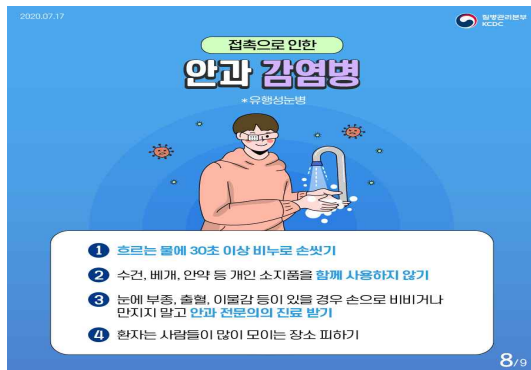 2020.07.17
질병관리본부
KCDC
접촉으로 인한
안과 감염병
*유행성눈병
1 흐르는 물에 30초 이상 비누로 손씻기
2 수건, 베개, 안약 등 개인 소지품을 함께 사용하지 않기
3 눈에 부종, 출혈, 이물감 등이 있을 경우 손으로 비비거나
만지지 말고 안과 전문의의 진료 받기
4 환자는 사람들이 많이 모이는 장소 피하기
8/9